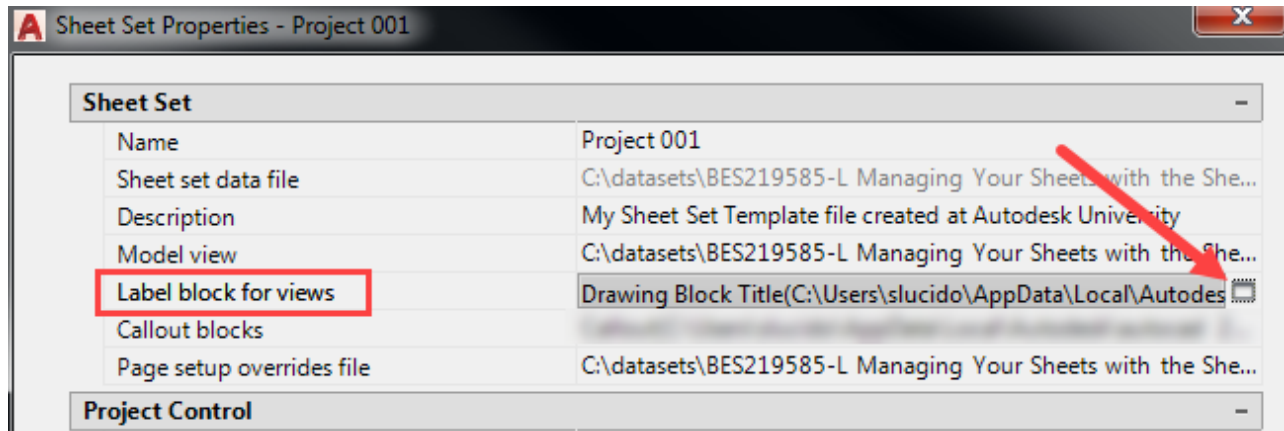 Sheet Set Properties - Project 001
Sheet Set
Name Project 001
Sheet set data file C:\datasets\BES219585-L Managing Your Sheets with the She...
Description My Sheet Set Template file created at Autodesk University
Model view C:\datasets\BES219585-L Managing Your Sheets with the She...
Label block for views Drawing Block Title(C:\Users\slucido\AppData\Local\Autodes
Callout blocks
Page setup overrides file C:\datasets\BES219585-L Managing Your Sheets with the She...
Project Control